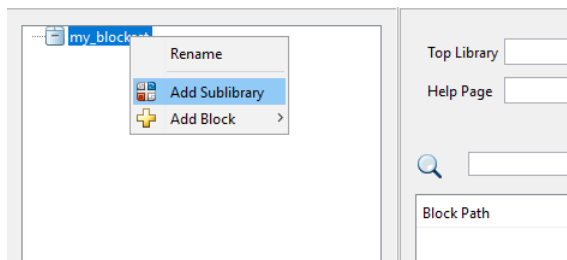 Rename
Add Sublibrary
Add Block
Top Library
Help Page
Block Path